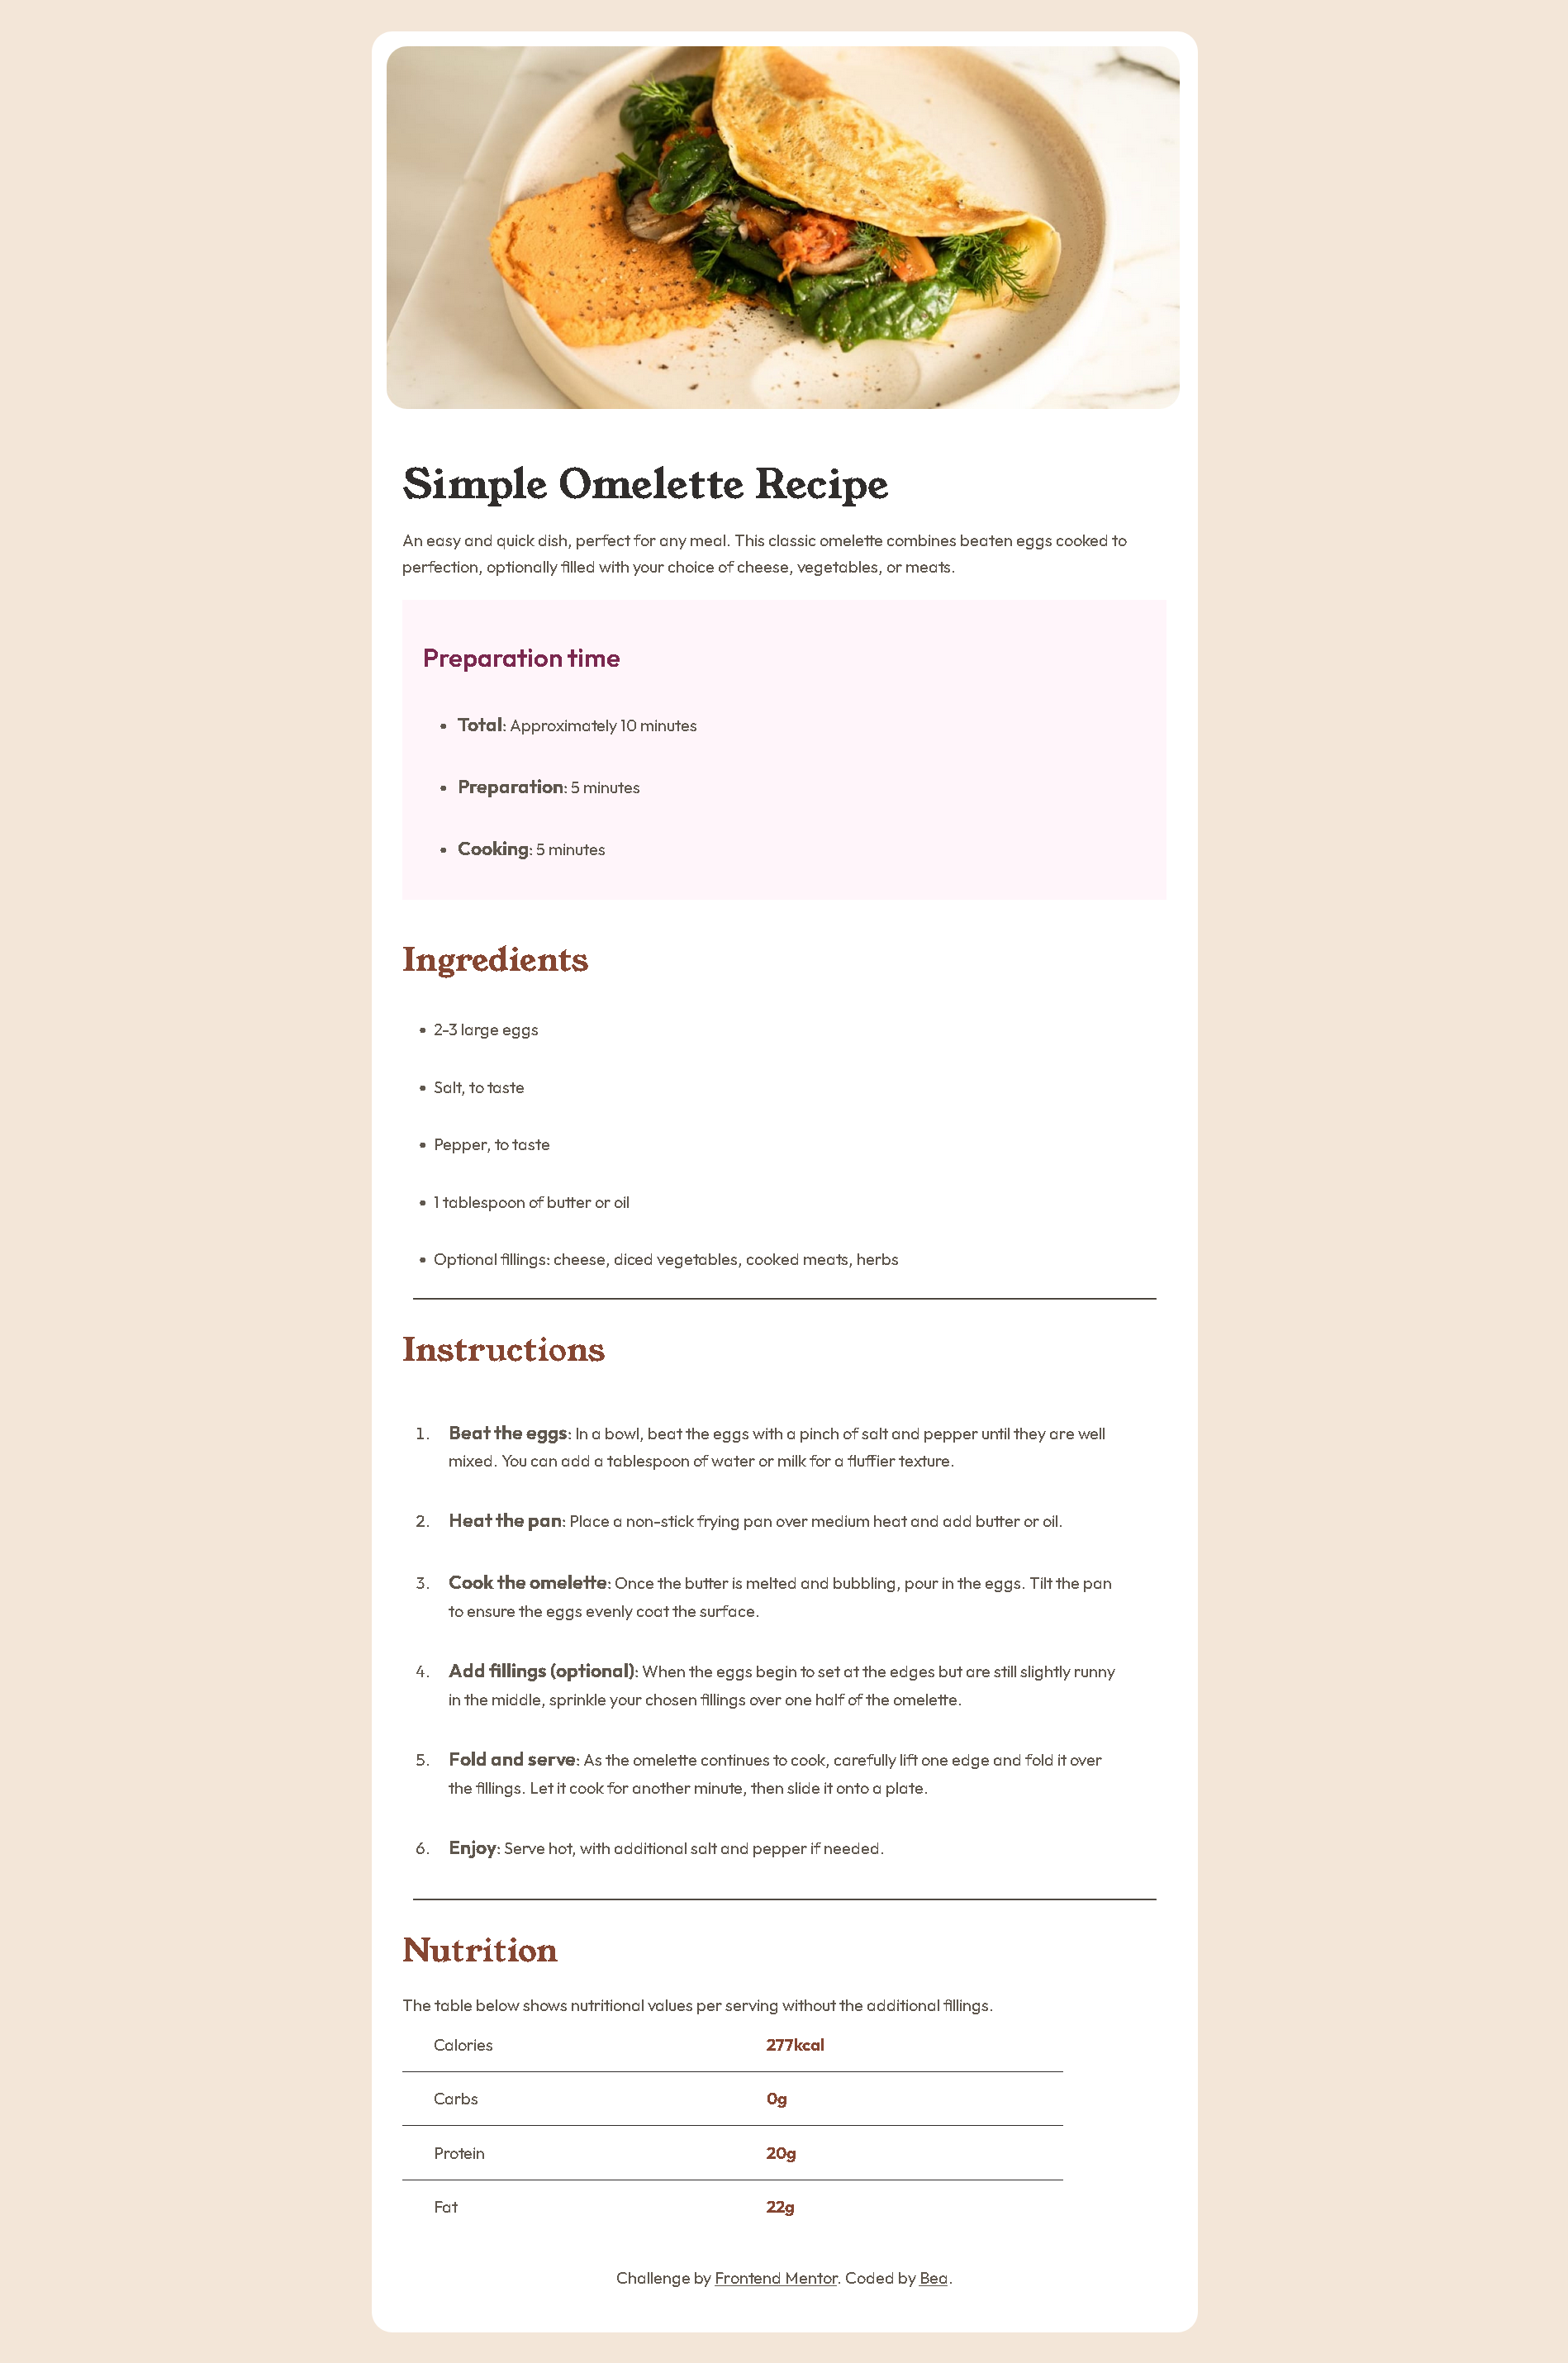 Simple Omelette Recipe
An easy and quick dish, perfect for any meal. This classic omelette combines beaten eggs cooked to
perfection, optionally filled with your choice of cheese, vegetables, or meats.
Preparation time
• Total: Approximately 10 minutes
• Preparation: 5 minutes
• Cooking: 5 minutes
Ingredients
• 2-3 large eggs
• Salt, to taste
• Pepper, to taste
• 1 tablespoon of butter or oil
• Optional fillings: cheese, diced vegetables, cooked meats, herbs
Instructions
1. Beat the eggs: In a bowl, beat the eggs with a pinch of salt and pepper until they are well
mixed. You can add a tablespoon of water or milk for a fluffier texture.
2. Heat the pan: Place a non-stick frying pan over medium heat and add butter or oil.
3. Cook the omelette: Once the butter is melted and bubbling, pour in the eggs. Tilt the pan
to ensure the eggs evenly coat the surface.
4. Add fillings (optional): When the eggs begin to set at the edges but are still slightly runny
in the middle, sprinkle your chosen fillings over one half of the omelette.
5. Fold and serve: As the omelette continues to cook, carefully lift one edge and fold it over
the fillings. Let it cook for another minute, then slide it onto a plate.
6. Enjoy: Serve hot, with additional salt and pepper if needed.
Nutrition
The table below shows nutritional values per serving without the additional fillings.
Calories 277kcal
Carbs 0g
Protein 20g
Fat 22g
Challenge by Frontend Mentor. Coded by Bea.